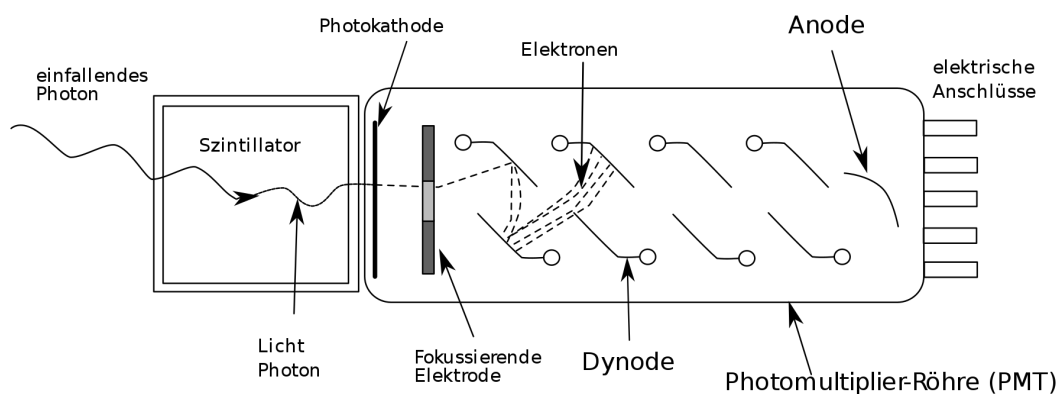 Photokathode
Elektronen
Anode
einfallendes
Photon
elektrische
Anschlüsse
Szintillator
Licht
Photon
Fokussierende
Elektrode
Dynode
Photomultiplier-Röhre (PMT)